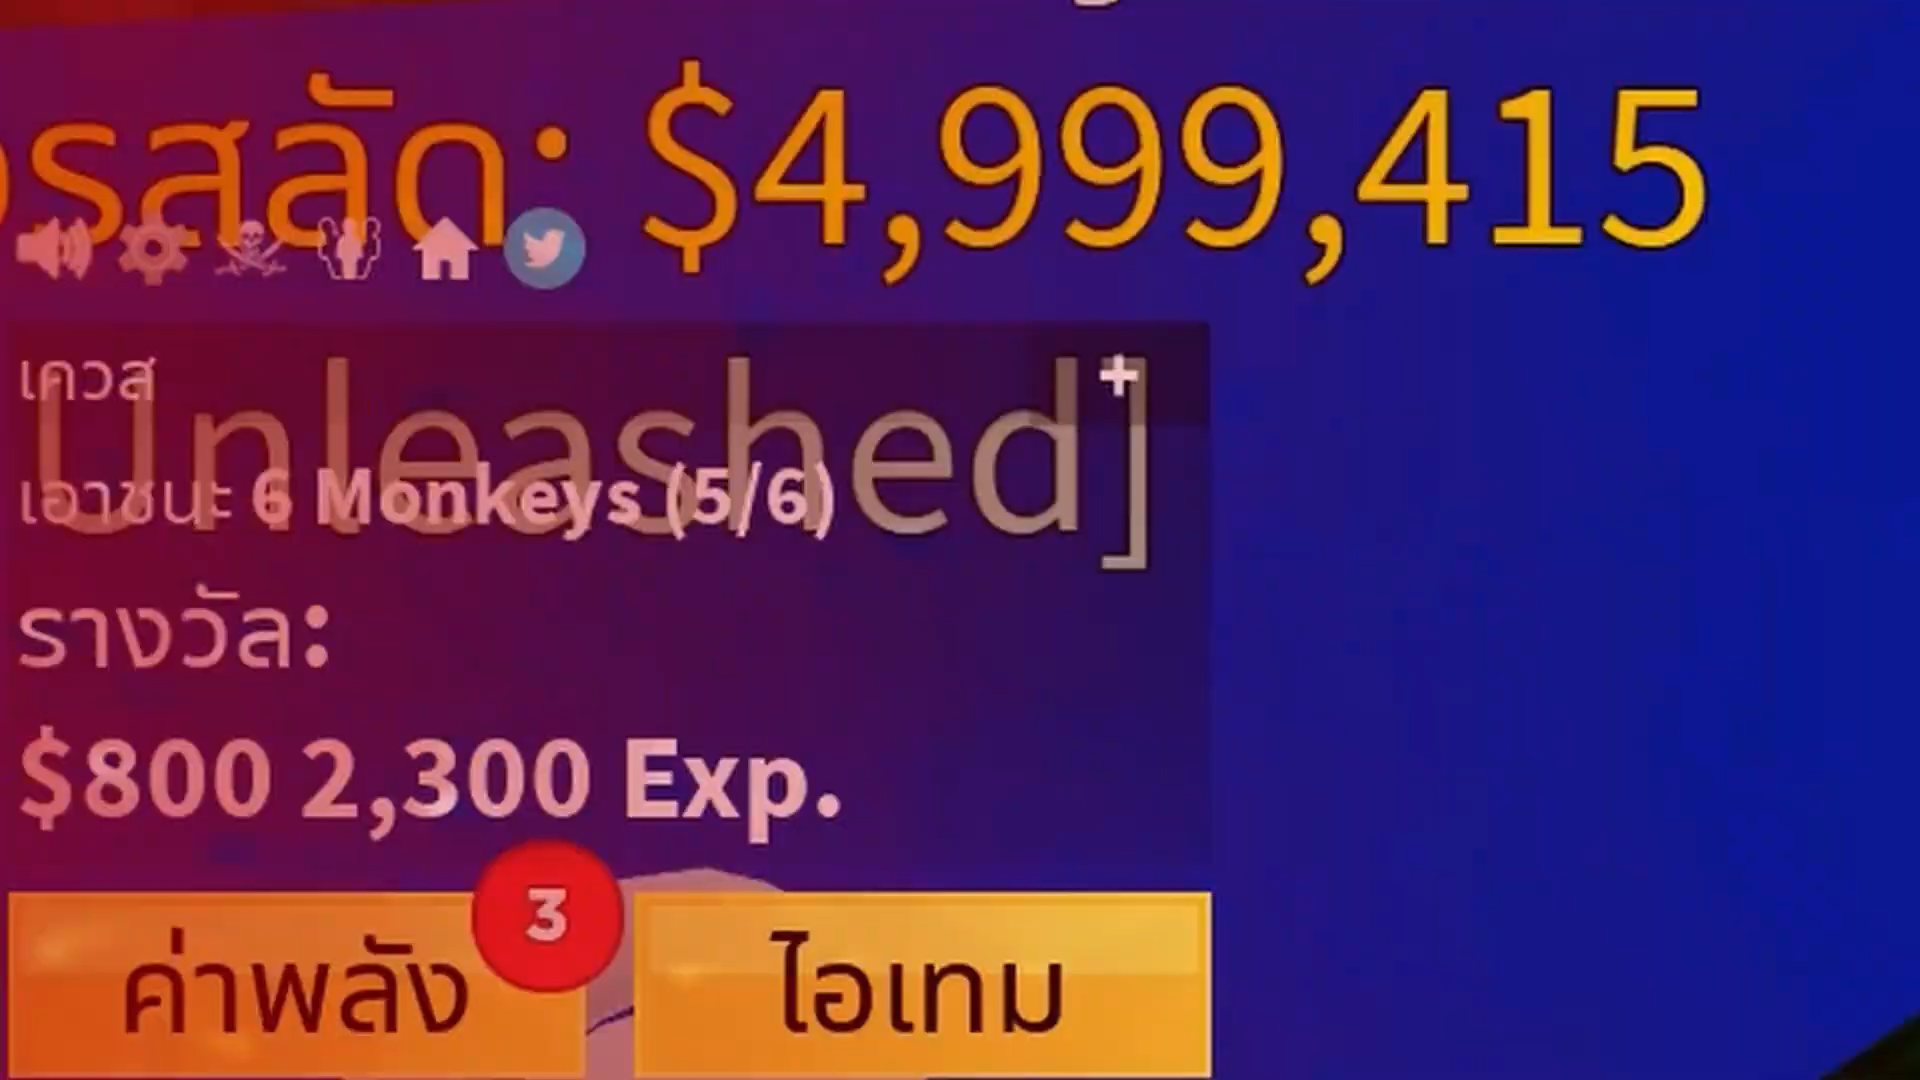 รสลัด: $4,999,415
เควส
+
Unleashed]
เอาชนะ 6 Monkeys (5/6)
รางวัล:
$800 2,300 Exp.
3
ค่าพลัง
ไอเทม